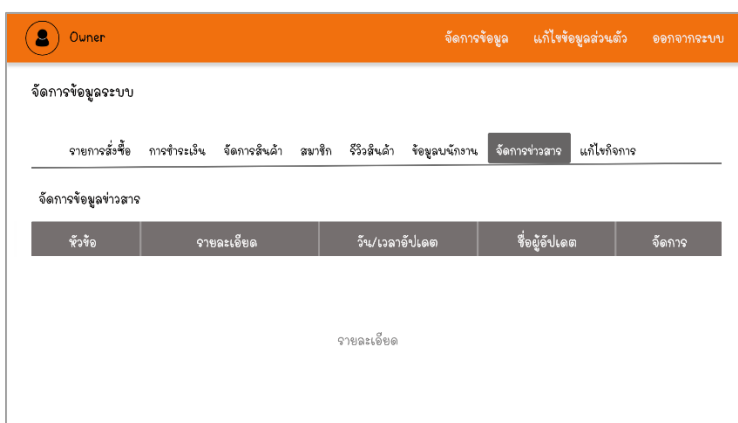 Owner จัดการข้อมูล แก้ไขข้อมูลส่วนตัว ออกจากระบบ
จัดการข้อมูลระบบ
รายการสั่งซื้อ การชำระเงิน จัดการสินค้า สมาชิก รีวิวสินค้า ข้อมูลพนักงาน จัดการข่าวสาร แก้ไขกิจการ
จัดการข้อมูลข่าวสาร
หัวข้อ รายละเอียด วัน/เวลาอัปเดต ชื่อผู้อัปเดต จัดการ
รายละเอียด